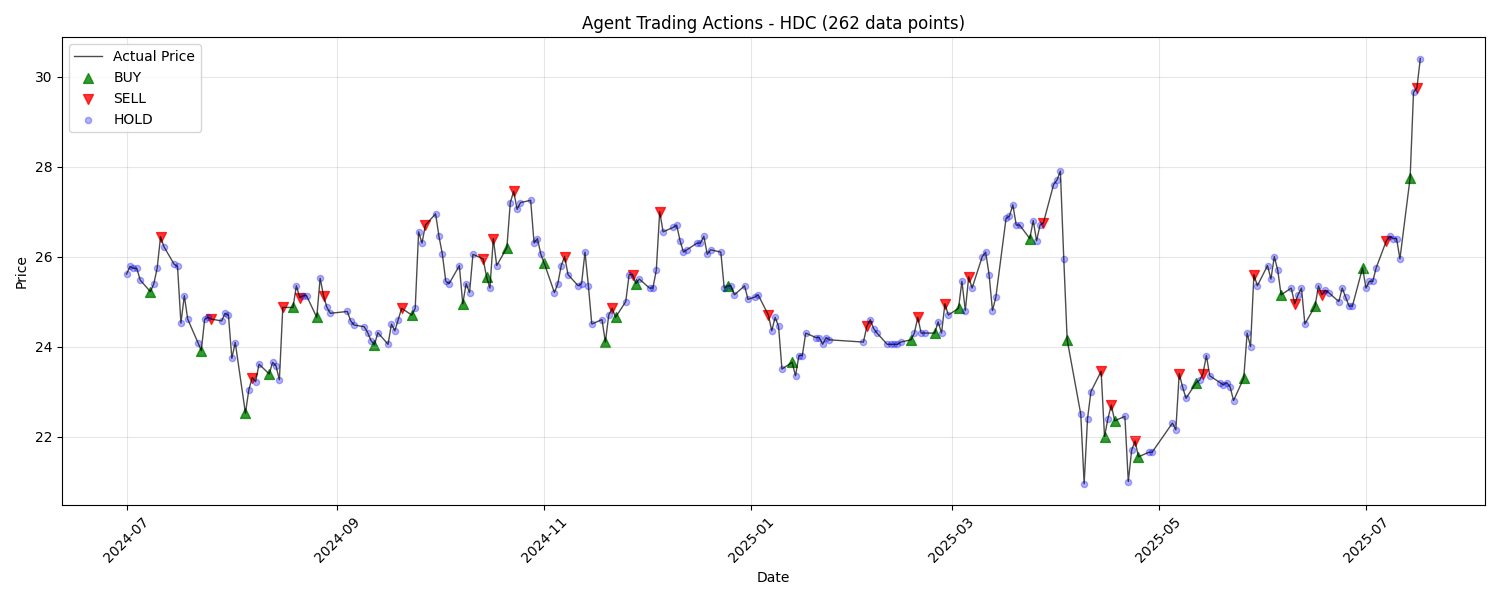 Agent Trading Actions - HDC (262 data points)
Actual Price
BUY
SELL
HOLD
Price
30
28
26
24
22
2024-07
2024-09
2024-11
2025-01
2025-03
2025-05
2025-07
Date